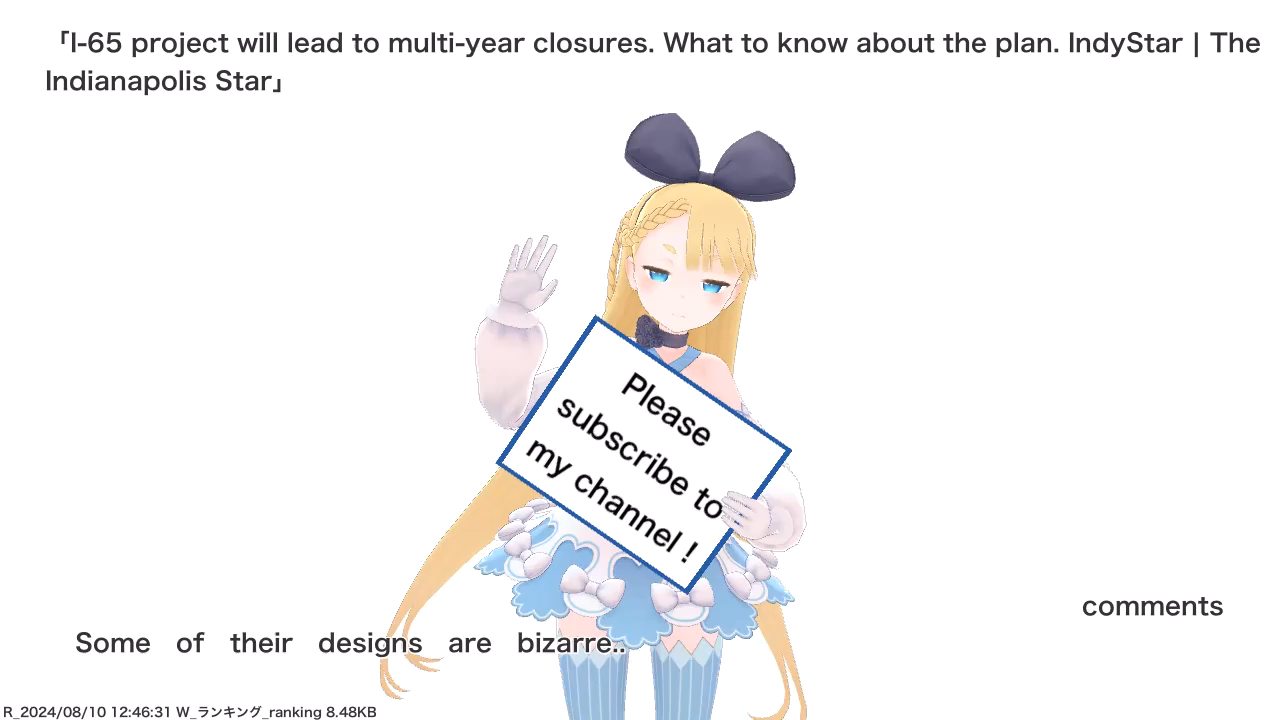 「I-65 project will lead to multi-year closures. What to know about the plan. IndyStar | The
Indianapolis Star」
Please
subscribe to
my channel !
comments
Some of their designs are bizarre..
R_2024/08/10 12:46:31 W_ランキング_ranking 8.48KB